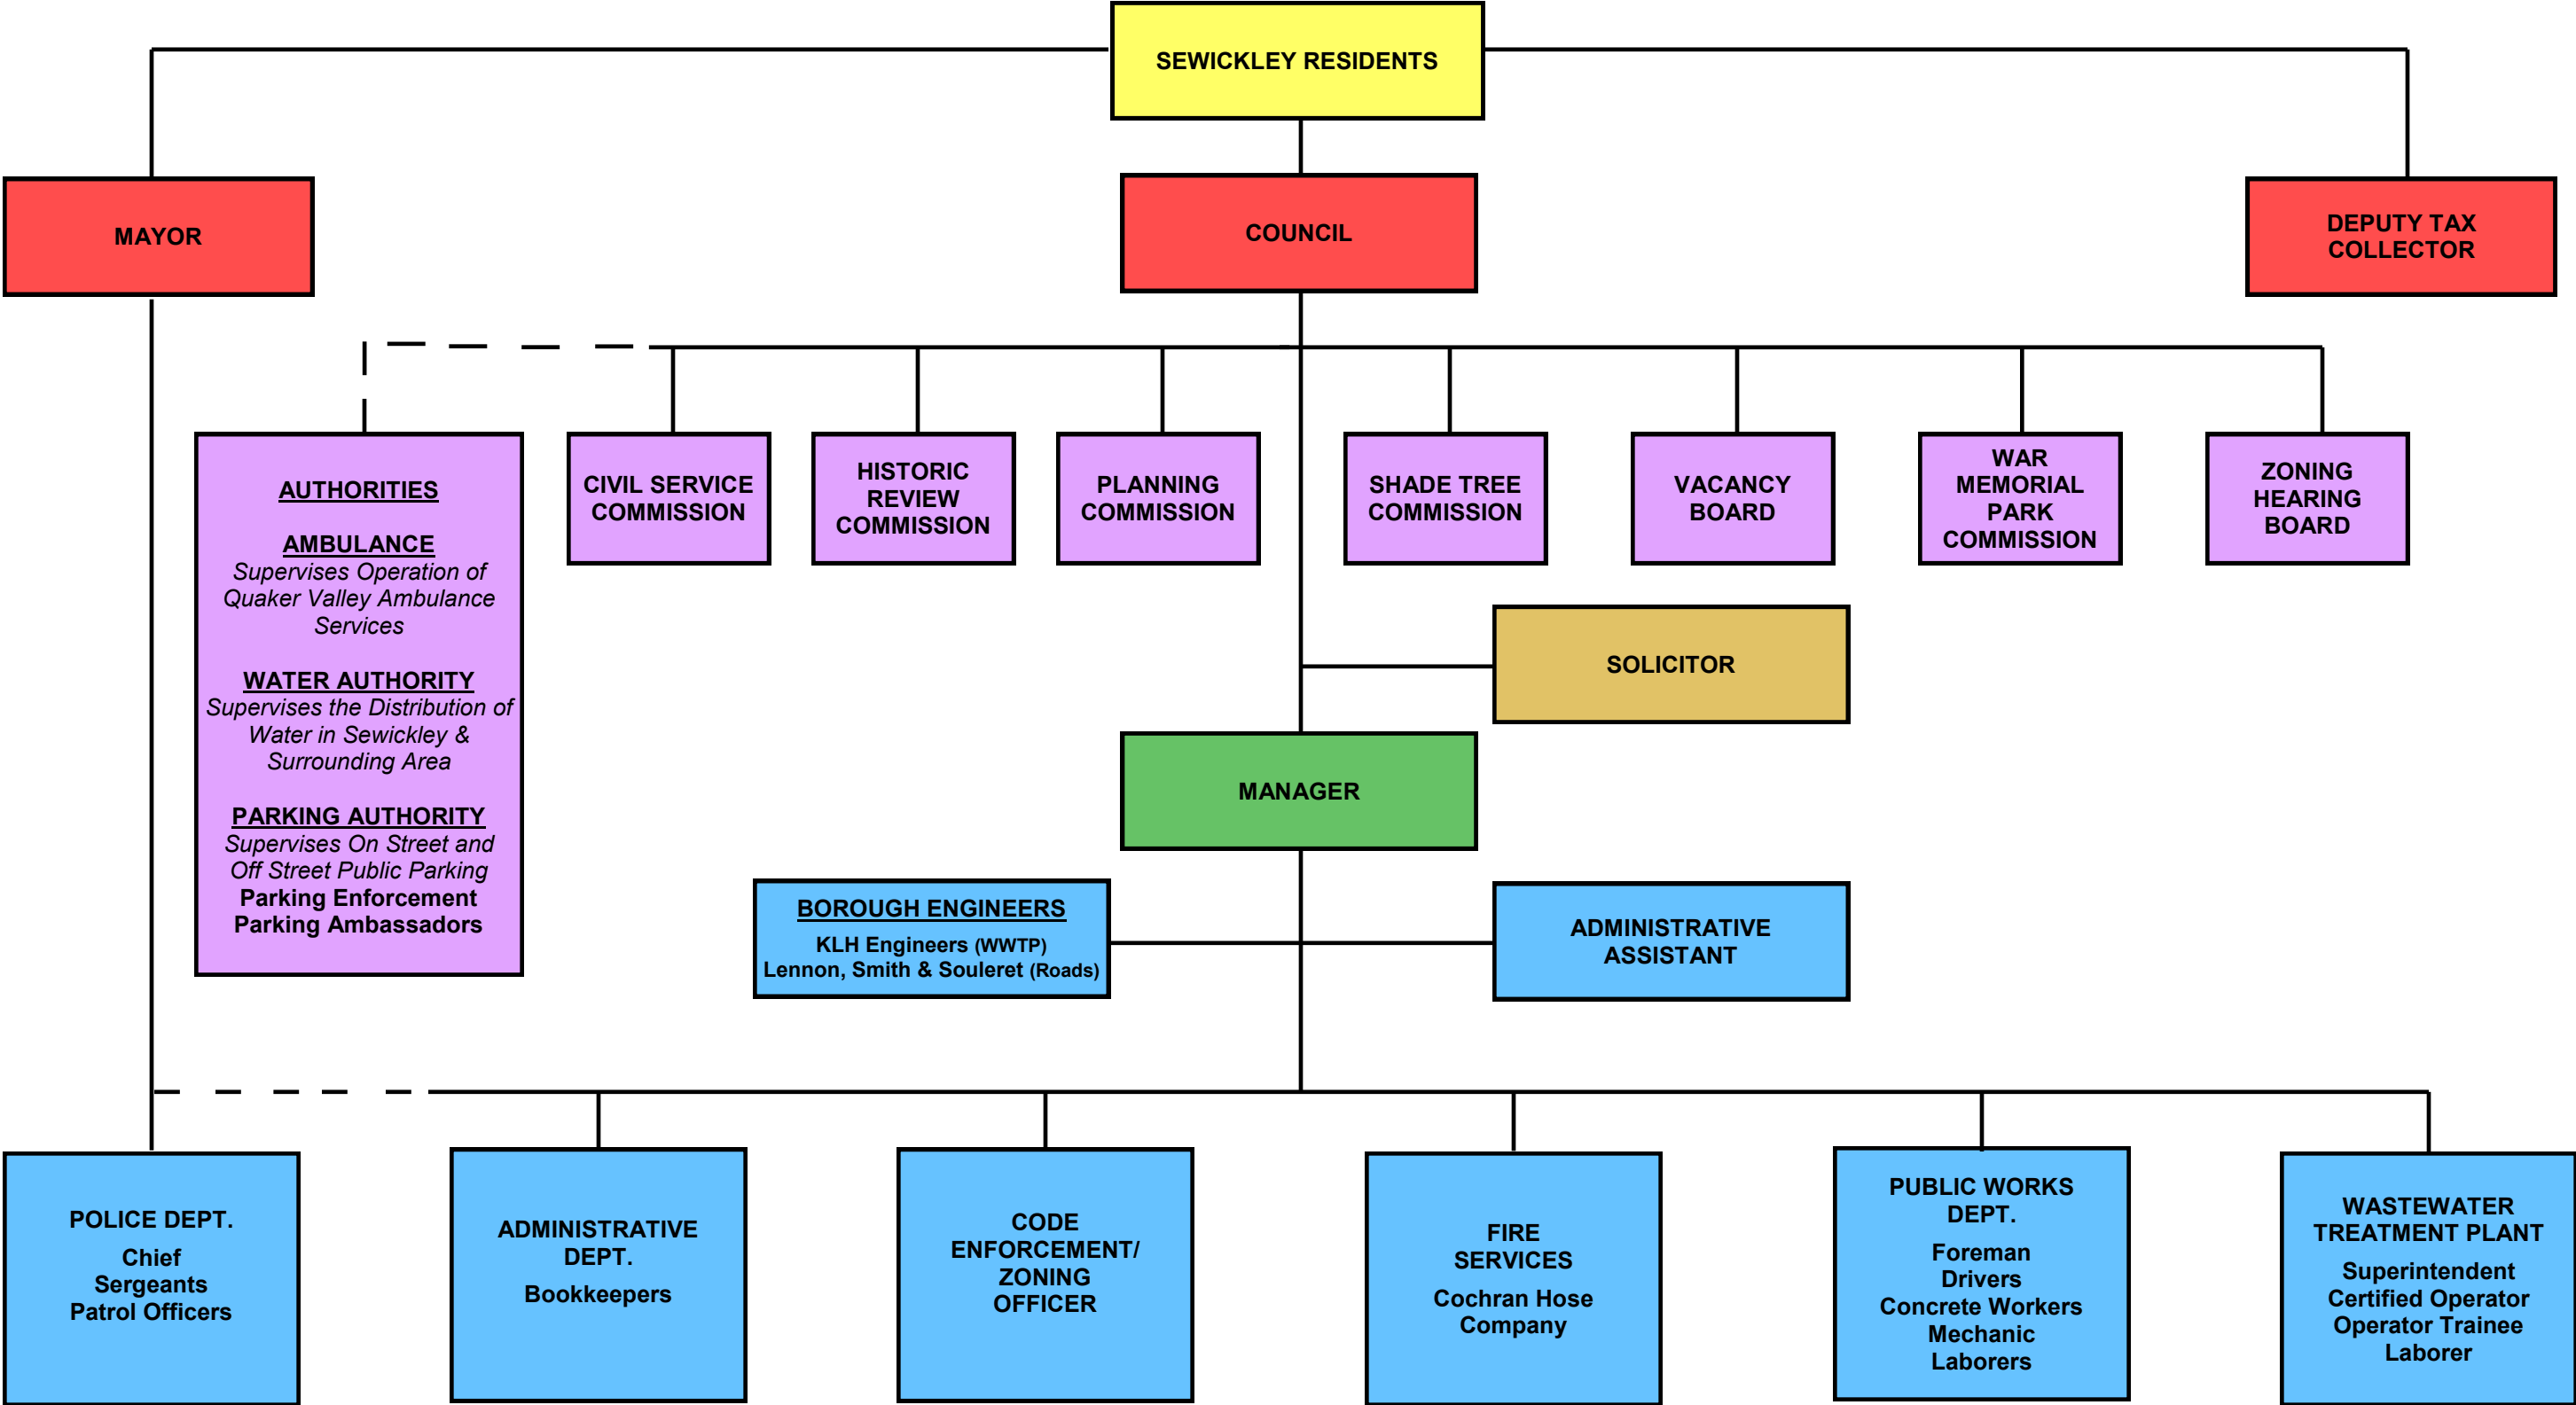 SEWICKLEY RESIDENTS
MAYOR
COUNCIL
DEPUTY TAX
COLLECTOR
AUTHORITIES
AMBULANCE
Supervises Operation of
Quaker Valley Ambulance
Services
WATER AUTHORITY
Supervises the Distribution of
Water in Sewickley &
Surrounding Area
PARKING AUTHORITY
Supervises On Street and
Off Street Public Parking
Parking Enforcement
Parking Ambassadors
CIVIL SERVICE
COMMISSION
HISTORIC
REVIEW
COMMISSION
PLANNING
COMMISSION
SHADE TREE
COMMISSION
VACANCY
BOARD
WAR
MEMORIAL
PARK
COMMISSION
ZONING
HEARING
BOARD
SOLICITOR
MANAGER
BOROUGH ENGINEERS
KLH Engineers (WWTP)
Lennon, Smith & Souleret (Roads)
ADMINISTRATIVE
ASSISTANT
POLICE DEPT.
Chief
Sergeants
Patrol Officers
ADMINISTRATIVE
DEPT.
Bookkeepers
CODE
ENFORCEMENT/
ZONING
OFFICER
FIRE
SERVICES
Cochran Hose
Company
PUBLIC WORKS
DEPT.
Foreman
Drivers
Concrete Workers
Mechanic
Laborers
WASTEWATER
TREATMENT PLANT
Superintendent
Certified Operator
Operator Trainee
Laborer